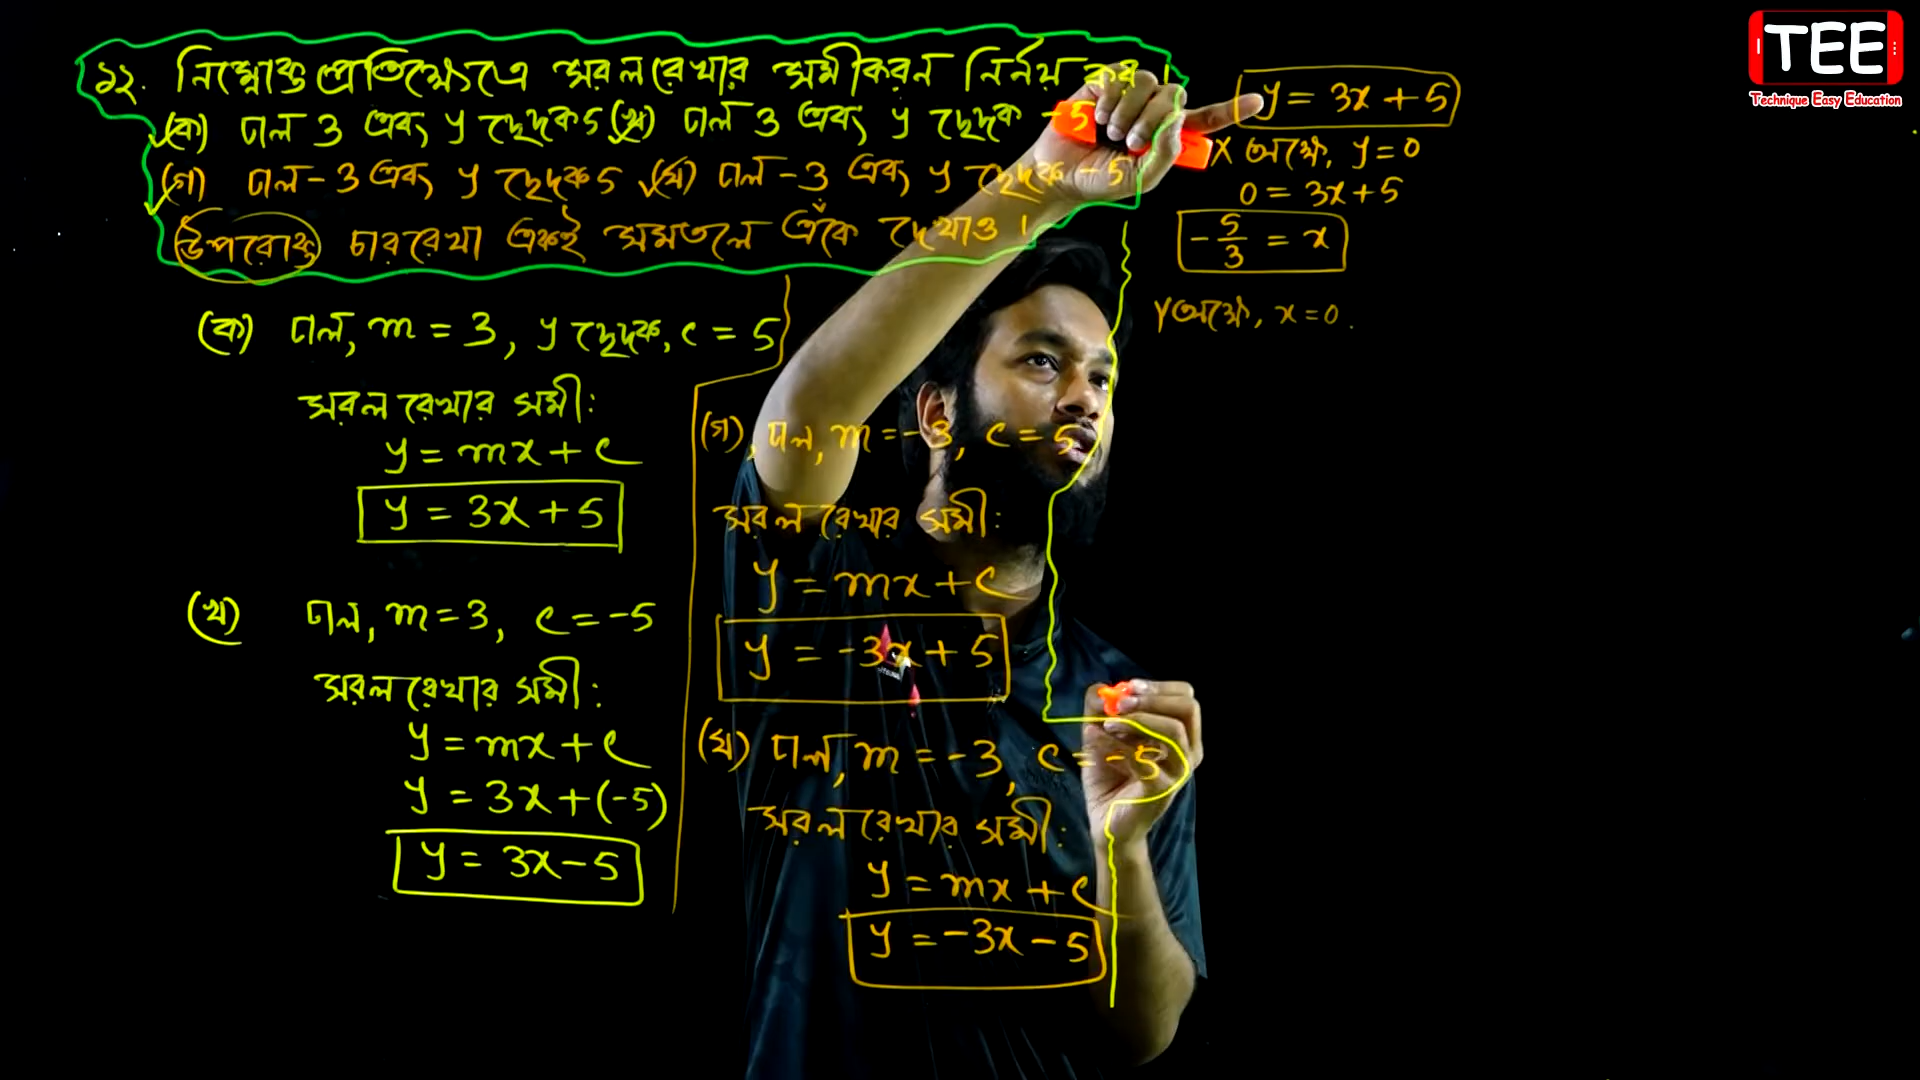 ১২. নিম্নোক্ত প্রতিক্ষেত্রে সরলরেখার সমীকরন নির্নয় কর।
(ক) ঢাল 3 এবং y ছেদক 5 (খ) ঢাল 3 এবং y ছেদক -5
(গ) ঢাল -3 এবং y ছেদক 5 (ঘ) ঢাল -3 এবং y ছেদক -5
উপরোক্ত চাররেখা একই সমতলে এঁকে দেখাও।
(ক) ঢাল, m = 3, y ছেদক, c = 5
সরল রেখার সমী:
y = mx + c
y = 3x + 5
(খ) ঢাল, m = 3, c = -5
সরল রেখার সমী:
y = mx + c
y = 3x + (-5)
y = 3x - 5
(গ) ঢাল, m = -3, c = 5
সরল রেখার সমী:
y = mx + c
y = -3x + 5
(ঘ) ঢাল, m = -3, c = -5
সরল রেখার সমী:
y = mx + c
y = -3x - 5
y = 3x + 5
X অক্ষে, y = 0
0 = 3x + 5
- 5/3 = x
Y অক্ষে, x = 0.
TEE
Technique Easy Education